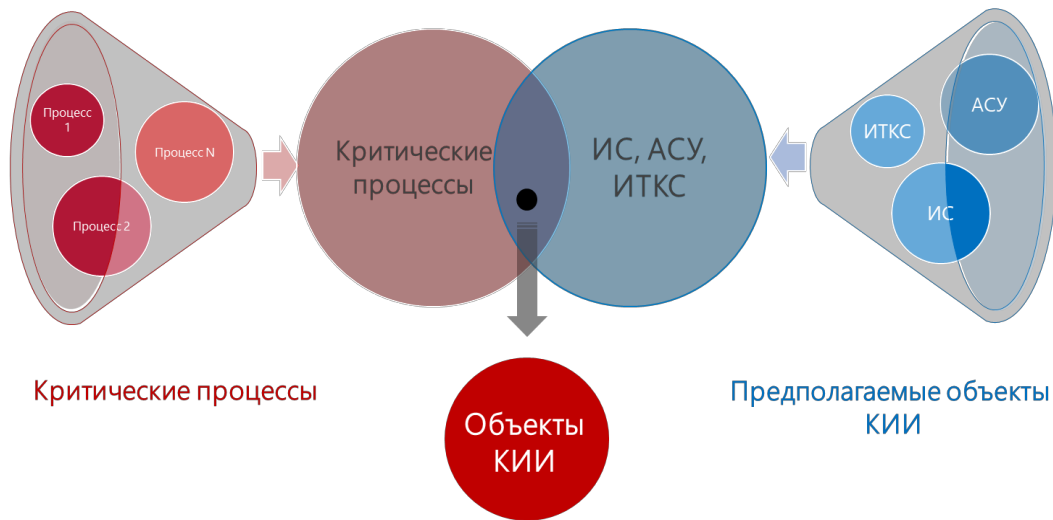 Процесс
1
Процесс N
Процесс 2
Критические
процессы
ИС, АСУ,
ИТКС
ИТКС
АСУ
ИС
Критические процессы
Предполагаемые объекты
КИИ
Объекты
КИИ